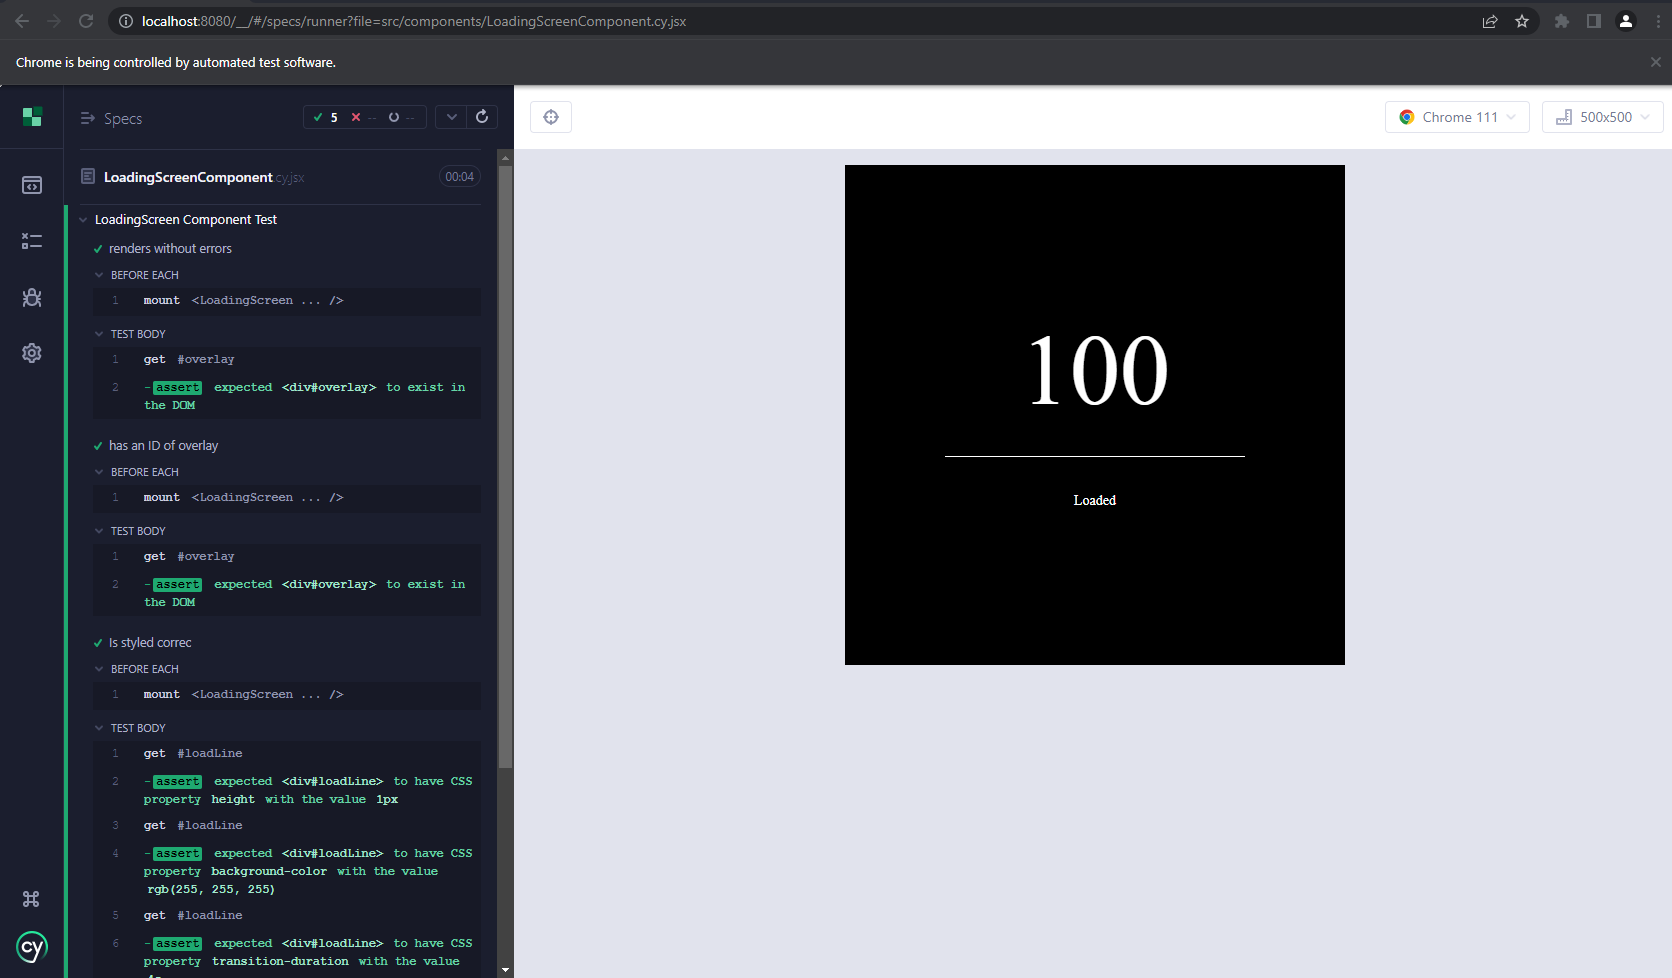 localhost:8080/__/#/specs/runner?file=src/components/LoadingScreenComponent.cy.jsx
Chrome is being controlled by automated test software.
Specs
5 -- --
LoadingScreenComponent.cy.jsx 00:04
LoadingScreen Component Test
renders without errors
BEFORE EACH
1 mount <LoadingScreen ... />
TEST BODY
1 get #overlay
2 -assert expected <div#overlay> to exist in
the DOM
has an ID of overlay
BEFORE EACH
1 mount <LoadingScreen ... />
TEST BODY
1 get #overlay
2 -assert expected <div#overlay> to exist in
the DOM
Is styled correc
BEFORE EACH
1 mount <LoadingScreen ... />
TEST BODY
1 get #loadLine
2 -assert expected <div#loadLine> to have CSS
property height with the value 1px
3 get #loadLine
4 -assert expected <div#loadLine> to have CSS
property background-color with the value
rgb(255, 255, 255)
5 get #loadLine
6 -assert expected <div#loadLine> to have CSS
property transition-duration with the value
cy
Chrome 111
500x500
100
Loaded